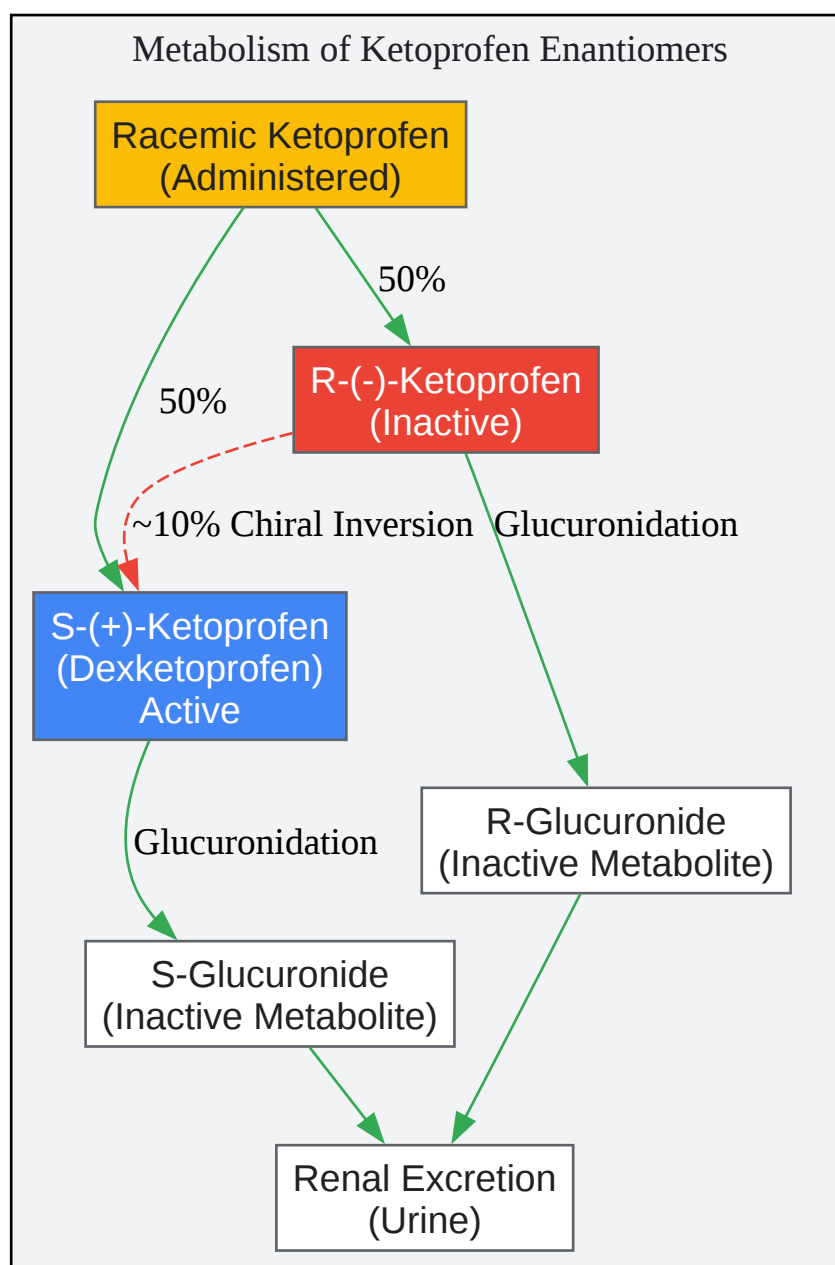 Metabolism of Ketoprofen Enantiomers
Racemic Ketoprofen
(Administered)
50%
R-(-)-Ketoprofen
(Inactive)
50%
~10% Chiral Inversion
Glucuronidation
S-(+)-Ketoprofen
(Dexketoprofen)
Active
R-Glucuronide
(Inactive Metabolite)
Glucuronidation
S-Glucuronide
(Inactive Metabolite)
Renal Excretion
(Urine)